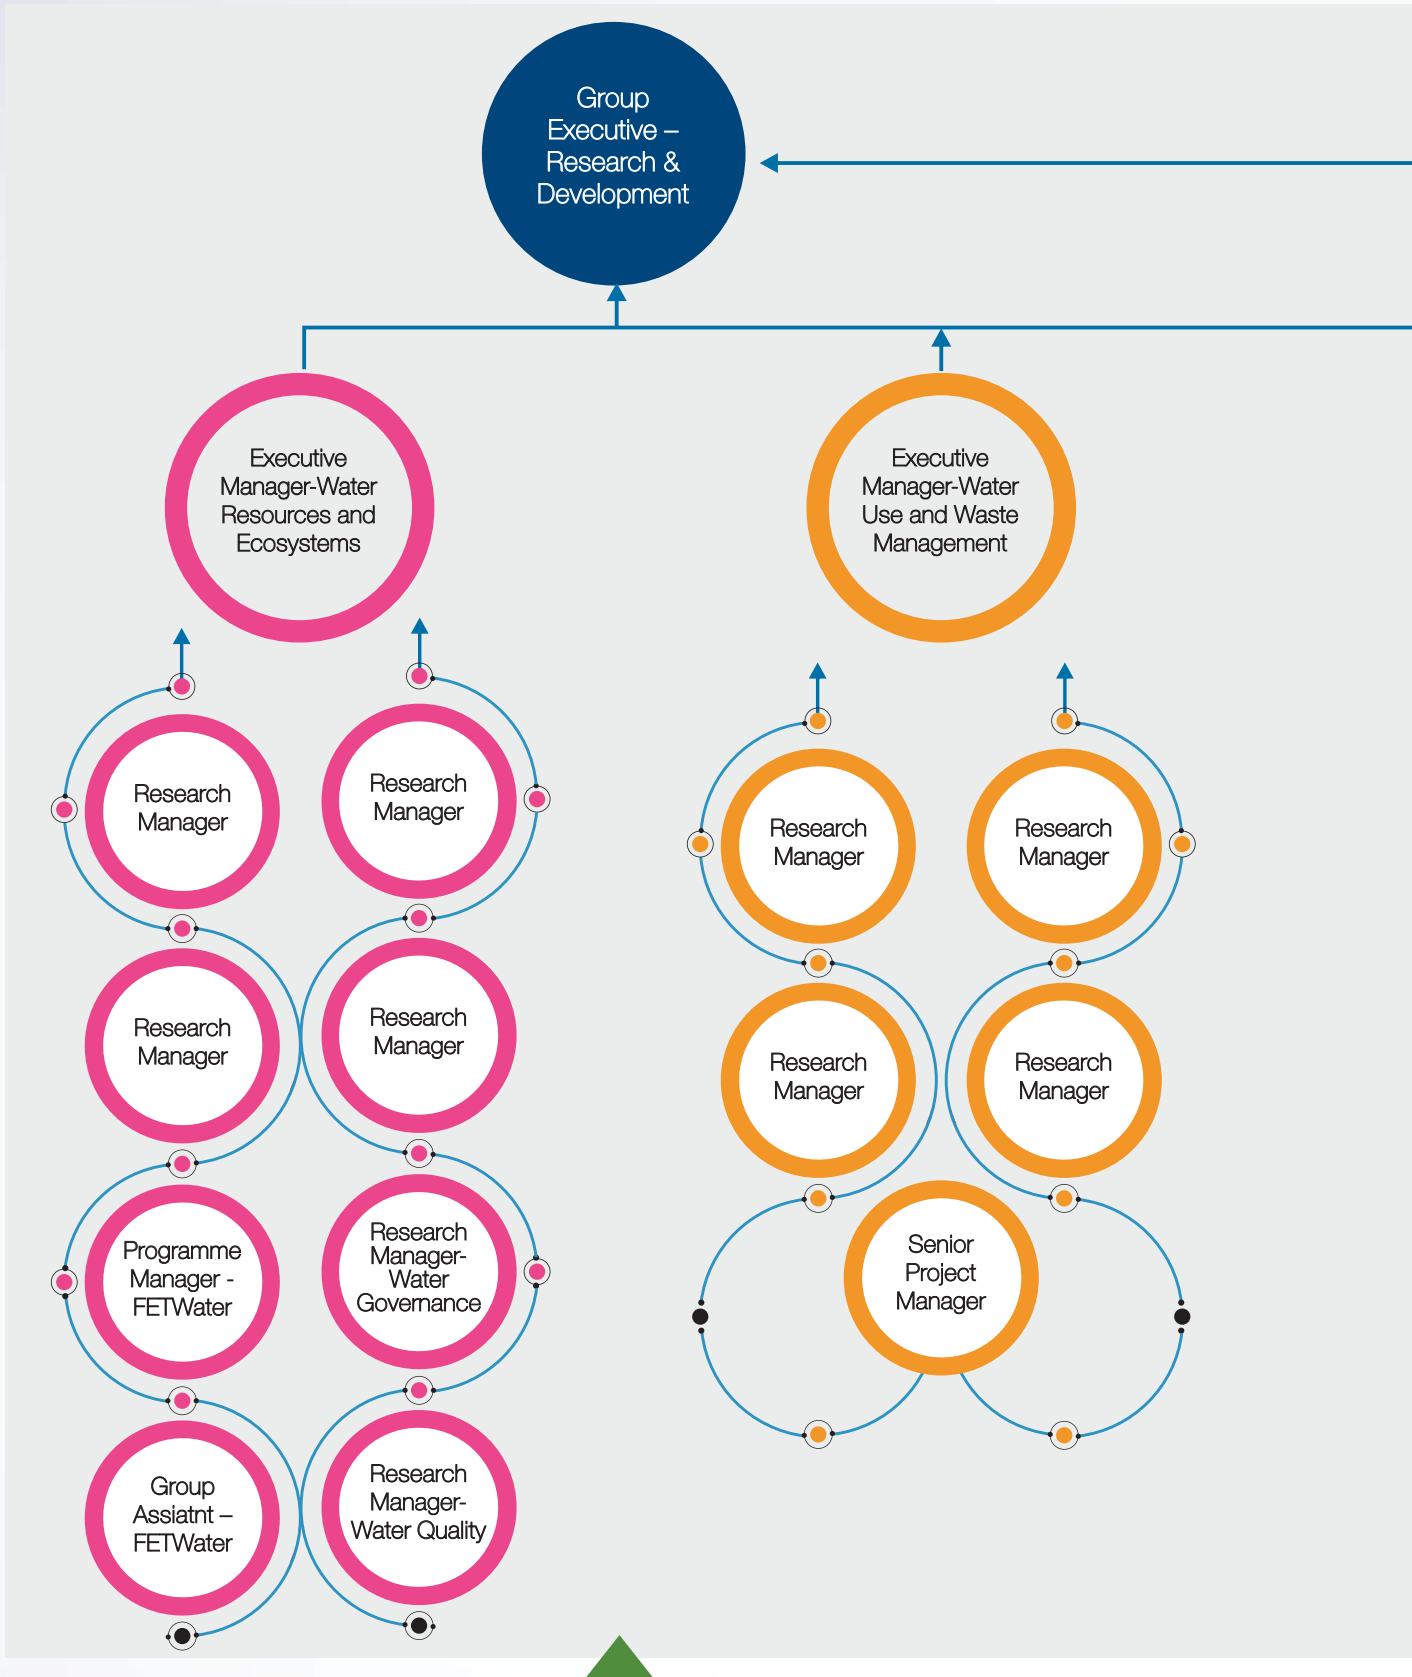 Group
Executive –
Research &
Development
Executive
Manager-Water
Resources and
Ecosystems
Executive
Manager-Water
Use and Waste
Management
Research
Manager
Research
Manager
Research
Manager
Research
Manager
Research
Manager
Research
Manager
Research
Manager
Research
Manager
Programme
Manager -
FETWater
Research
Manager-
Water
Governance
Senior
Project
Manager
Group
Assiatnt –
FETWater
Research
Manager-
Water Quality